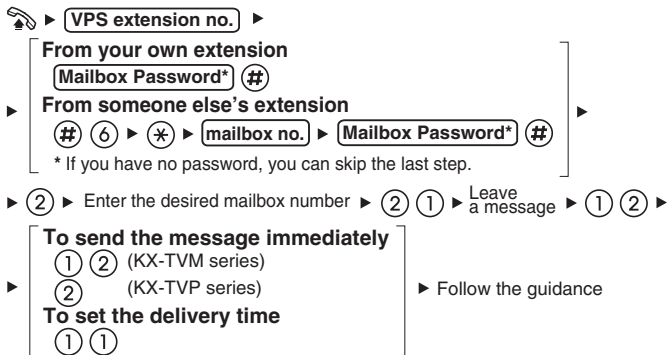 ▶ VPS extension no. ▶
From your own extension
Mailbox Password* #
From someone else's extension
▶ # 6 ▶ * ▶ mailbox no. ▶ Mailbox Password* # ▶
* If you have no password, you can skip the last step.
▶ 2 ▶ Enter the desired mailbox number ▶ 2 1 ▶ Leave a message ▶ 1 2 ▶
To send the message immediately
1 2 (KX-TVM series)
▶ 2 (KX-TVP series) ▶ Follow the guidance
To set the delivery time
1 1